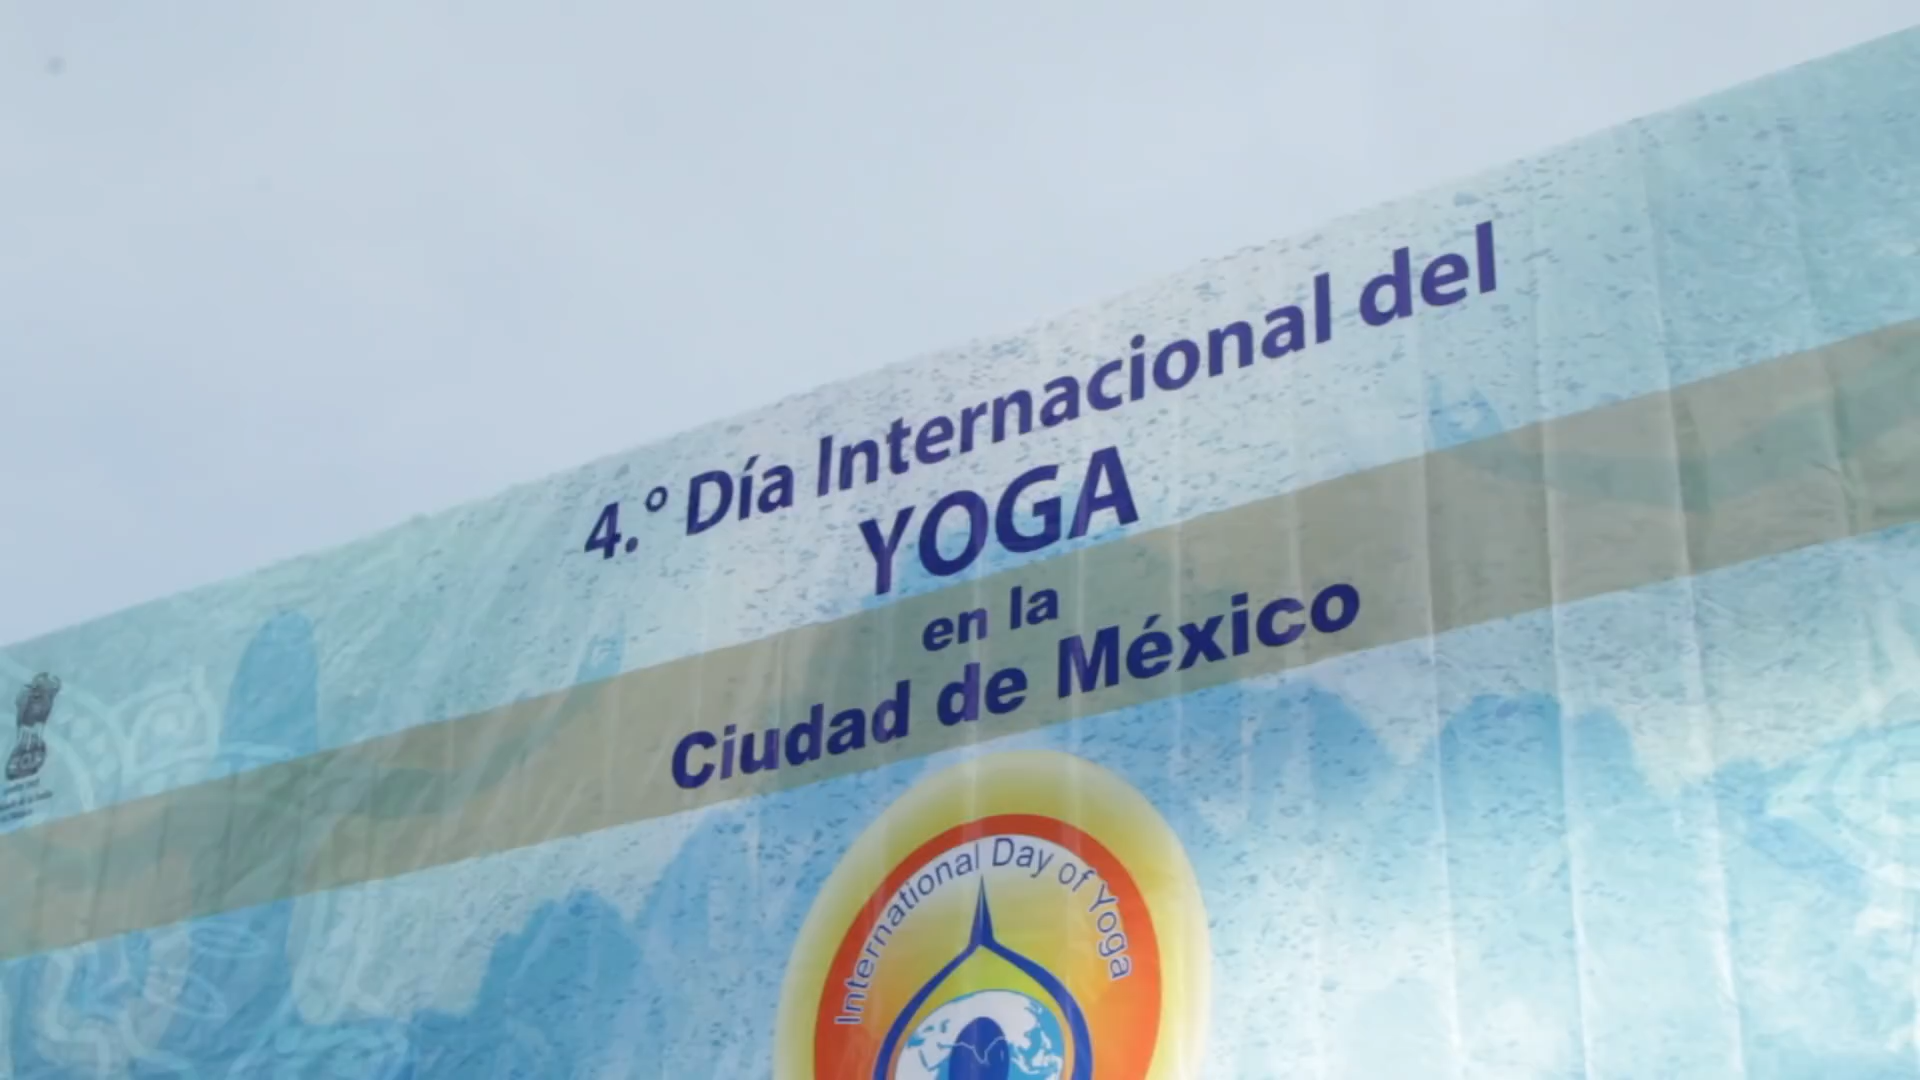 4.º Día Internacional del
YOGA
en la
Ciudad de México
International Day of Yoga